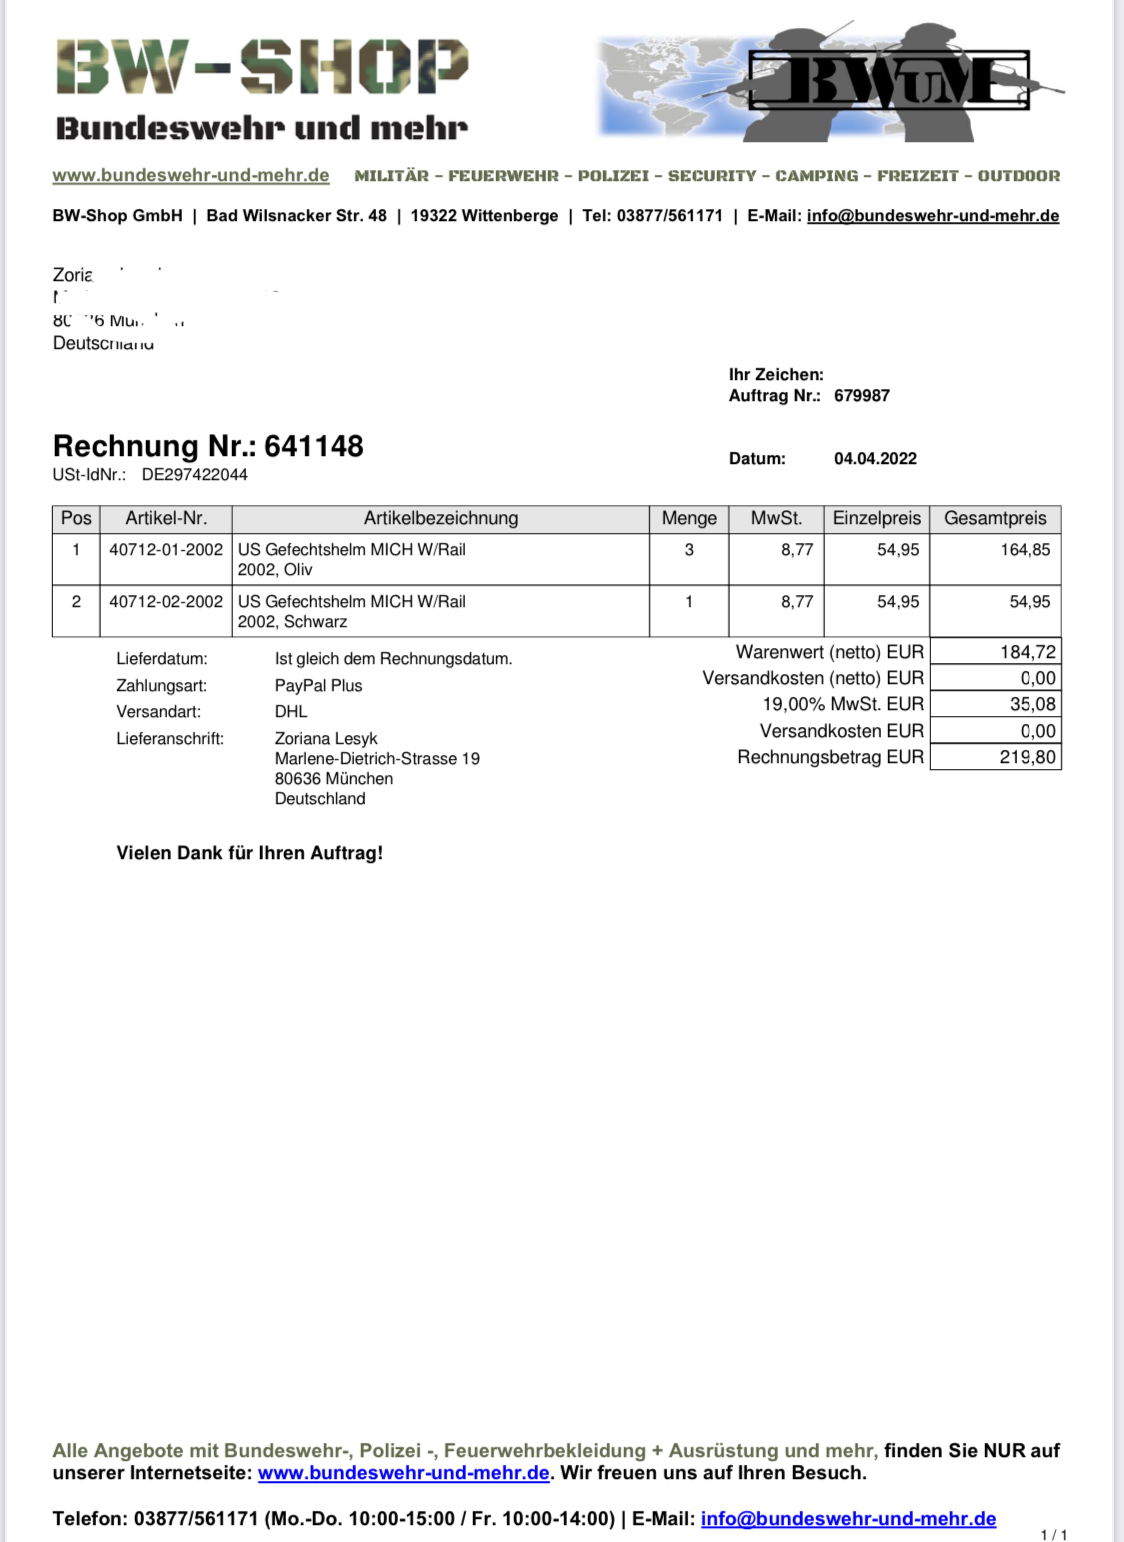 BW-SHOP
Bundeswehr und mehr
BWUM
www.bundeswehr-und-mehr.de MILITÄR - FEUERWEHR - POLIZEI - SECURITY - CAMPING - FREIZEIT - OUTDOOR
BW-Shop GmbH | Bad Wilsnacker Str. 48 | 19322 Wittenberge | Tel: 03877/561171 | E-Mail: info@bundeswehr-und-mehr.de
Deutschland
Ihr Zeichen:
Auftrag Nr.: 679987
Rechnung Nr.: 641148
USt-IdNr.: DE297422044
Datum: 04.04.2022
Pos Artikel-Nr. Artikelbezeichnung Menge MwSt. Einzelpreis Gesamtpreis
1 40712-01-2002 US Gefechtshelm MICH W/Rail 3 8,77 54,95 164,85
2002, Oliv
2 40712-02-2002 US Gefechtshelm MICH W/Rail 1 8,77 54,95 54,95
2002, Schwarz
Warenwert (netto) EUR 184,72
Versandkosten (netto) EUR 0,00
19,00% MwSt. EUR 35,08
Versandkosten EUR 0,00
Rechnungsbetrag EUR 219,80
Lieferdatum: Ist gleich dem Rechnungsdatum.
Zahlungsart: PayPal Plus
Versandart: DHL
Lieferanschrift: Zoriana Lesyk
Marlene-Dietrich-Strasse 19
80636 München
Deutschland
Vielen Dank für Ihren Auftrag!
Alle Angebote mit Bundeswehr-, Polizei -, Feuerwehrbekleidung + Ausrüstung und mehr, finden Sie NUR auf
unserer Internetseite: www.bundeswehr-und-mehr.de. Wir freuen uns auf Ihren Besuch.
Telefon: 03877/561171 (Mo.-Do. 10:00-15:00 / Fr. 10:00-14:00) | E-Mail: info@bundeswehr-und-mehr.de
1 / 1